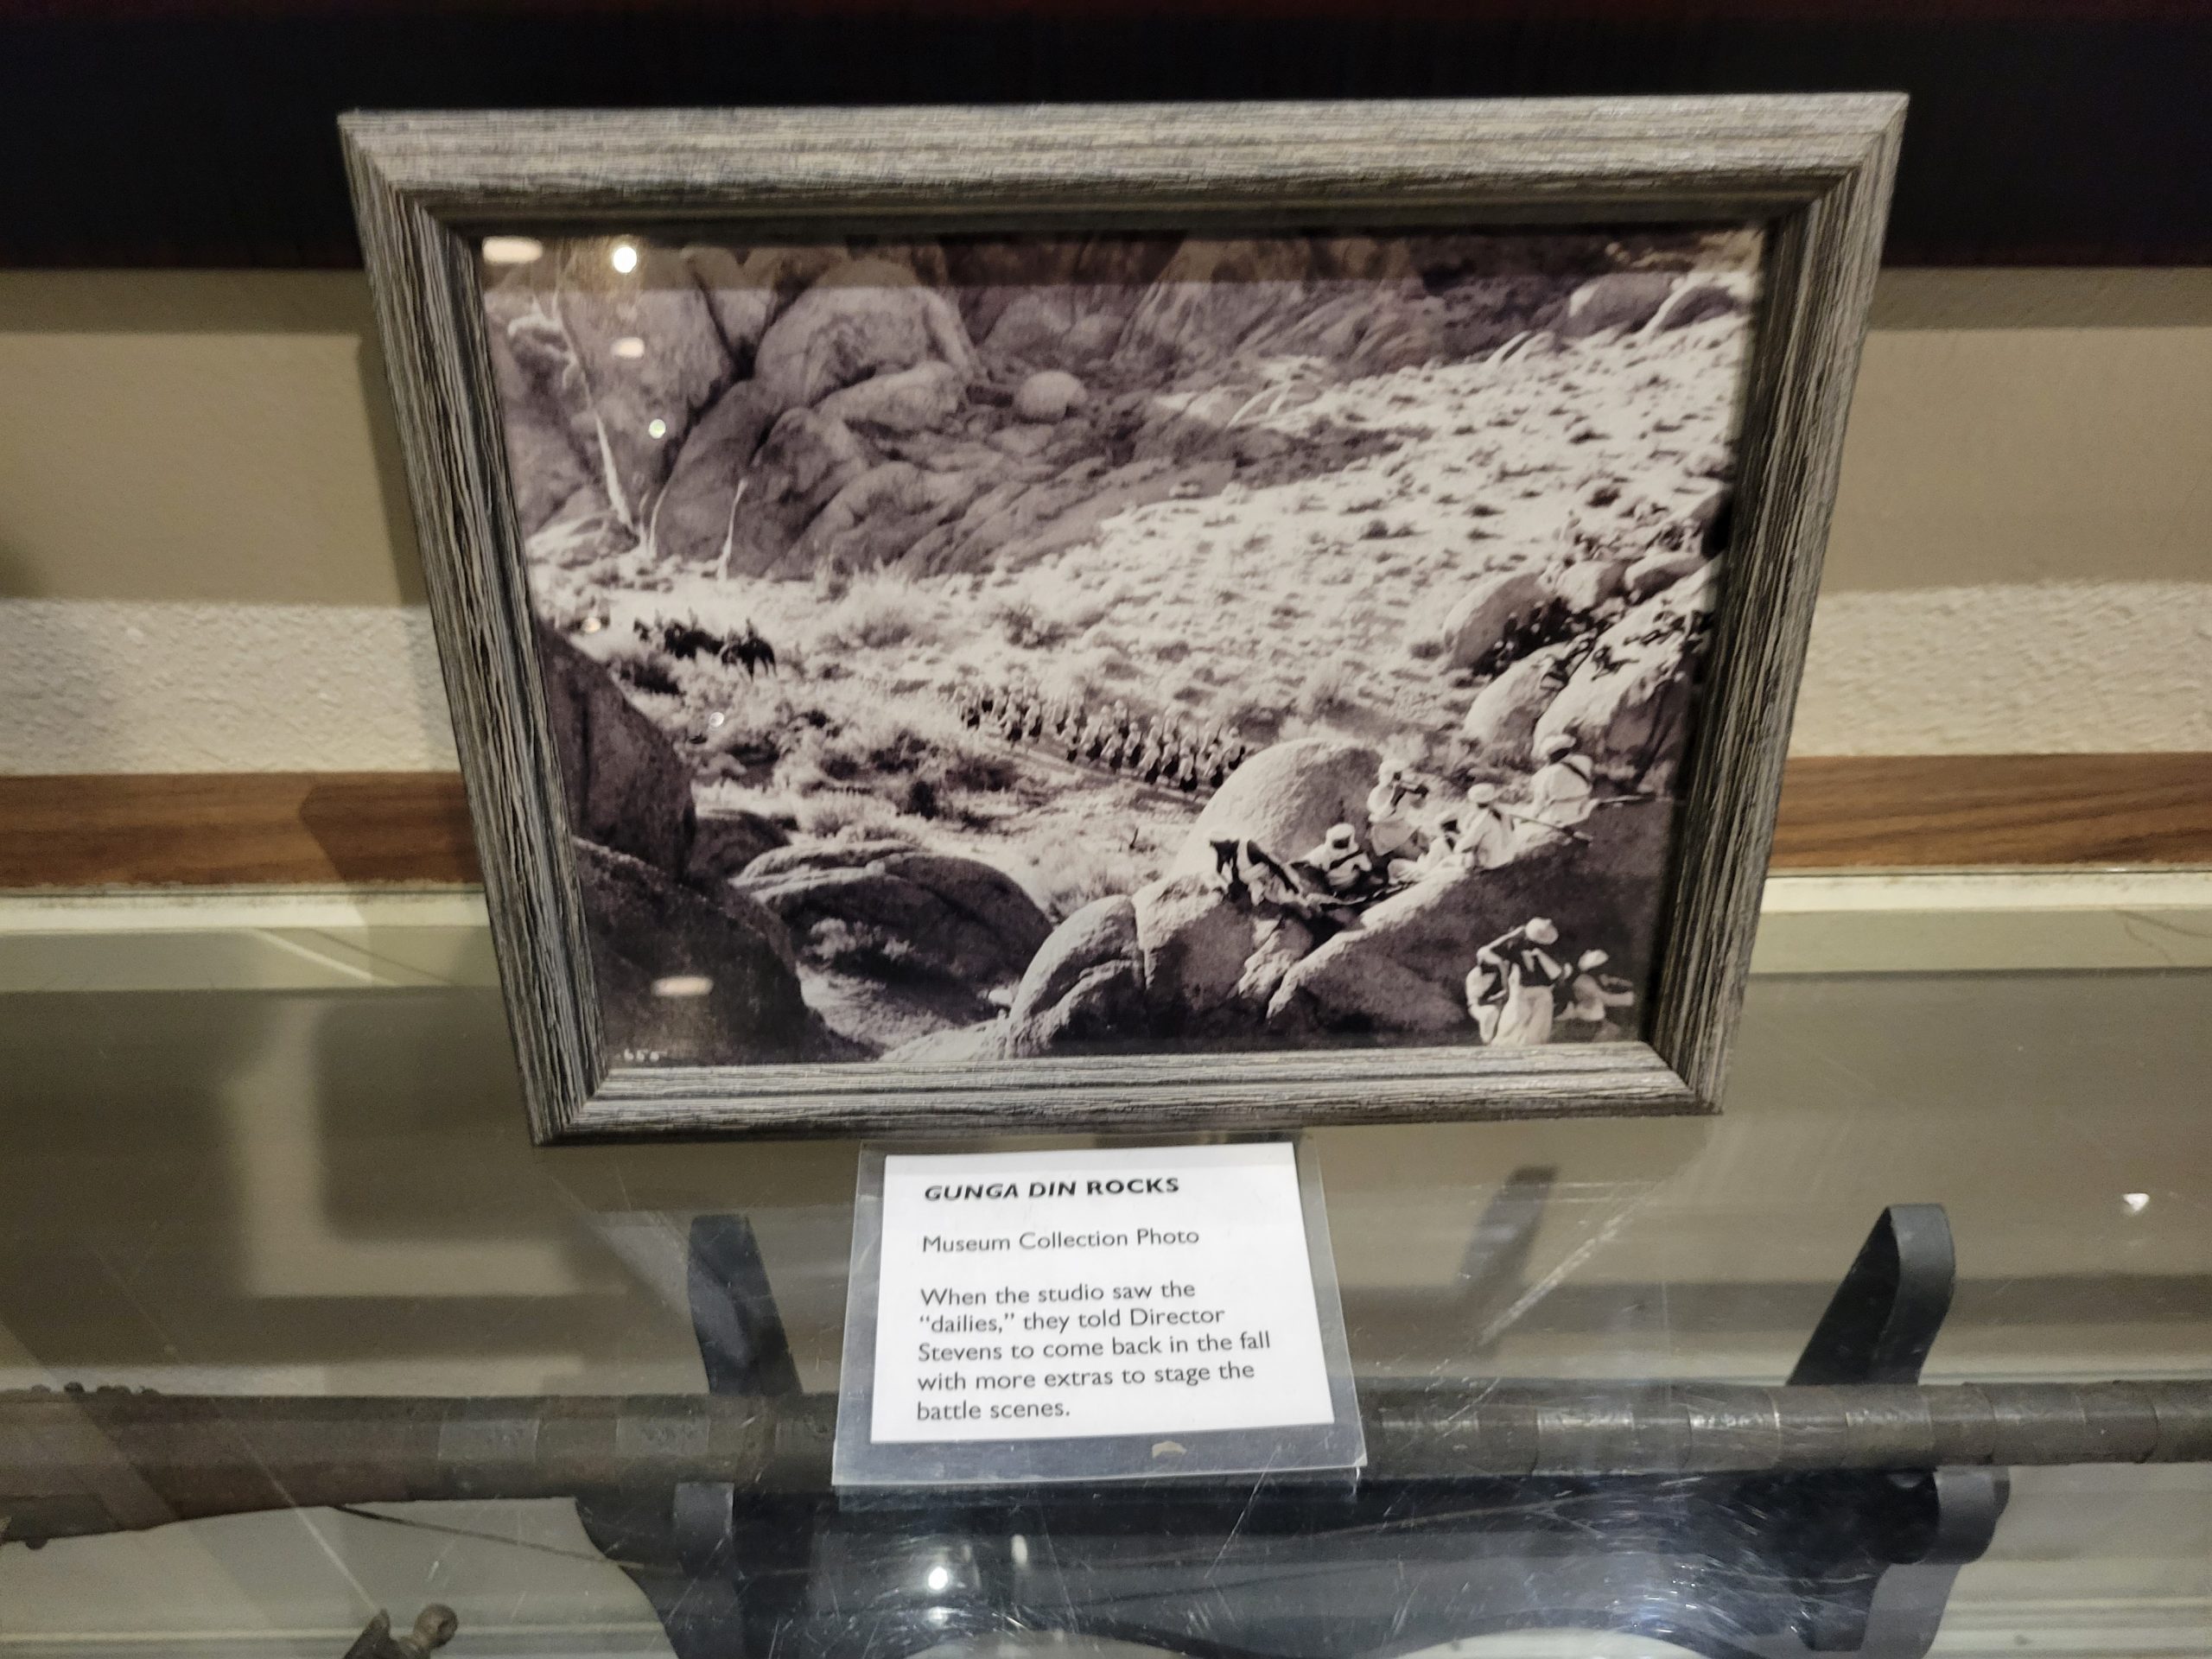 GUNGA DIN ROCKS
Museum Collection Photo
When the studio saw the
“dailies,” they told Director
Stevens to come back in the fall
with more extras to stage the
battle scenes.